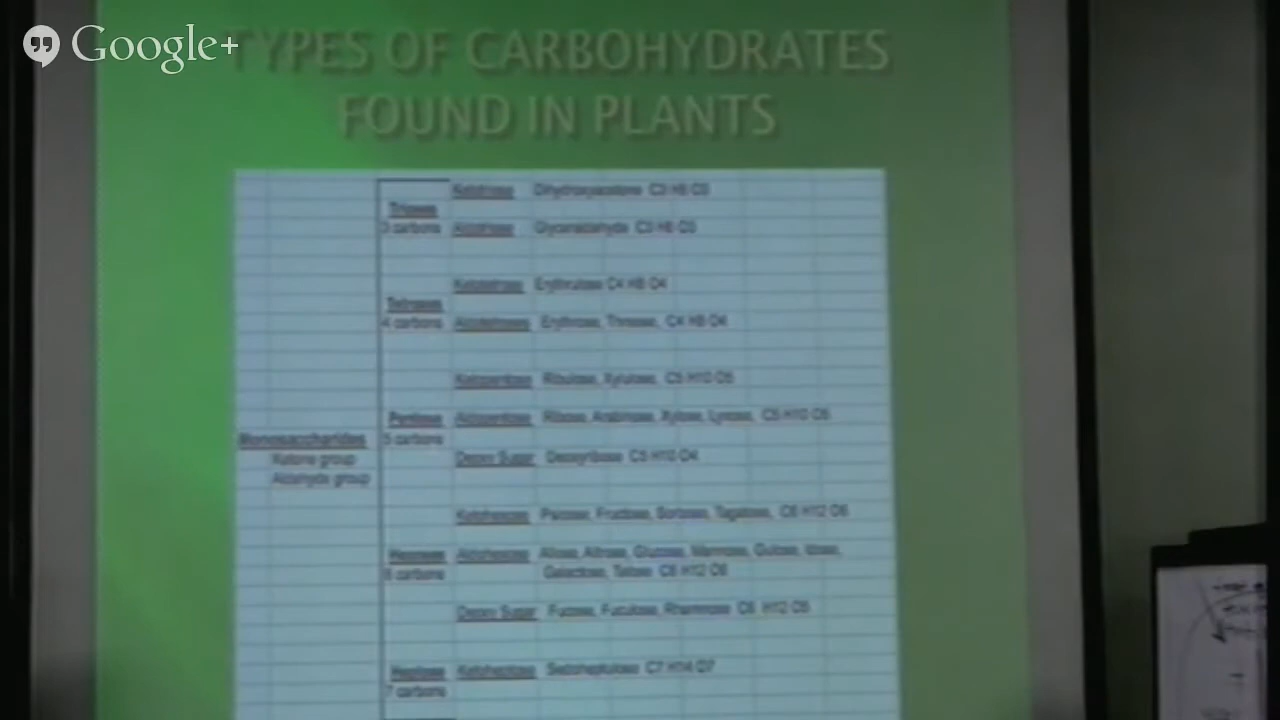 Google+
TYPES OF CARBOHYDRATES
FOUND IN PLANTS
Ketotriose Dihydroxyacetone C3 H6 O3
Trioses
3 carbons Aldotriose Glyceraldehyde C3 H6 O3
Ketotetrose Erythrulose C4 H8 O4
Tetroses
4 carbons Aldotetrose Erythrose, Threose, C4 H8 O4
Ketopentose Ribulose, Xylulose, C5 H10 O5
Pentose Aldopentose Ribose, Arabinose, Xylose, Lyxose, C5 H10 O5
Monosaccharides 5 carbons
Ketone group Deoxy Sugar Deoxyribose C5 H10 O4
group
Ketohexose Psicose, Fructose, Sorbose, Tagatose, C6 H12 O6
Hexoses Aldohexose Allose, Altrose, Glucose, Mannose, Gulose, Idose,
6 carbons Galactose, Talose C6 H12 O6
Deoxy Sugar Fucose, Fuculose, Rhamnose C6 H12 O5
Heptose Ketoheptose Sedoheptulose C7 H14 O7
7 carbons